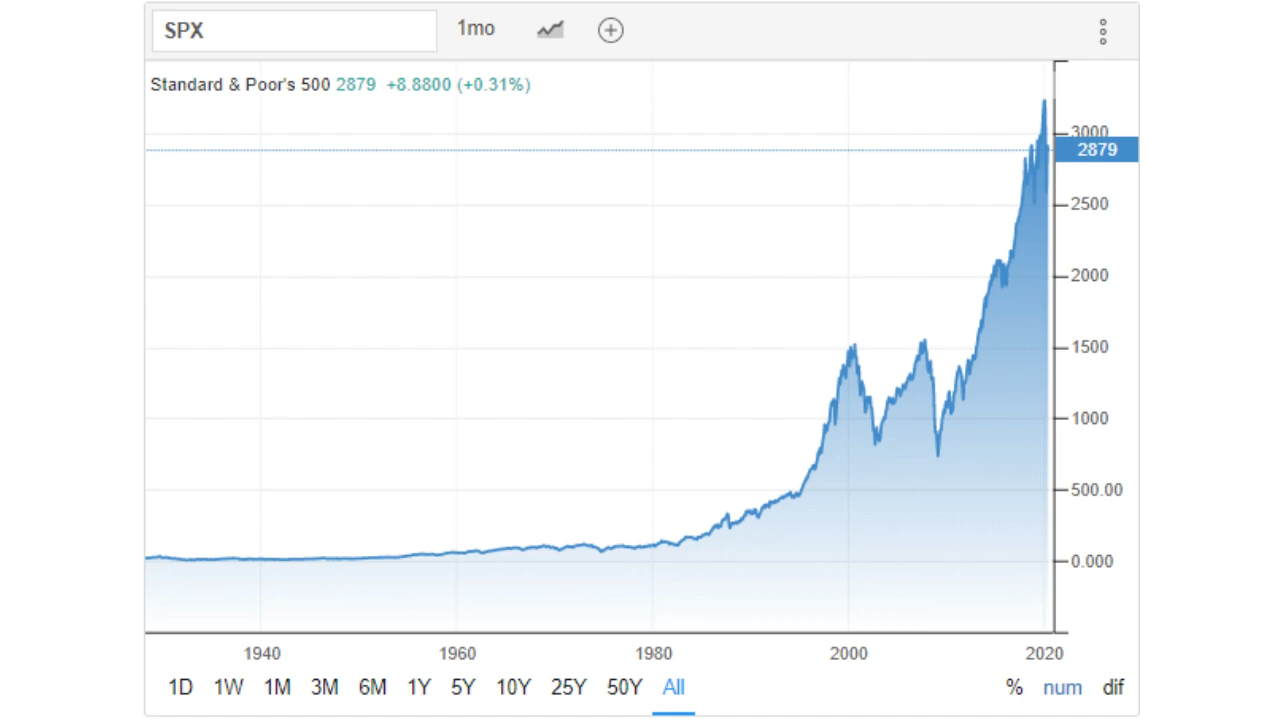 SPX 1mo
Standard & Poor's 500 2879 +8.8800 (+0.31%)
3000
2879
2500
2000
1500
1000
500.00
0.000
1940 1960 1980 2000 2020
1D 1W 1M 3M 6M 1Y 5Y 10Y 25Y 50Y All % num dif